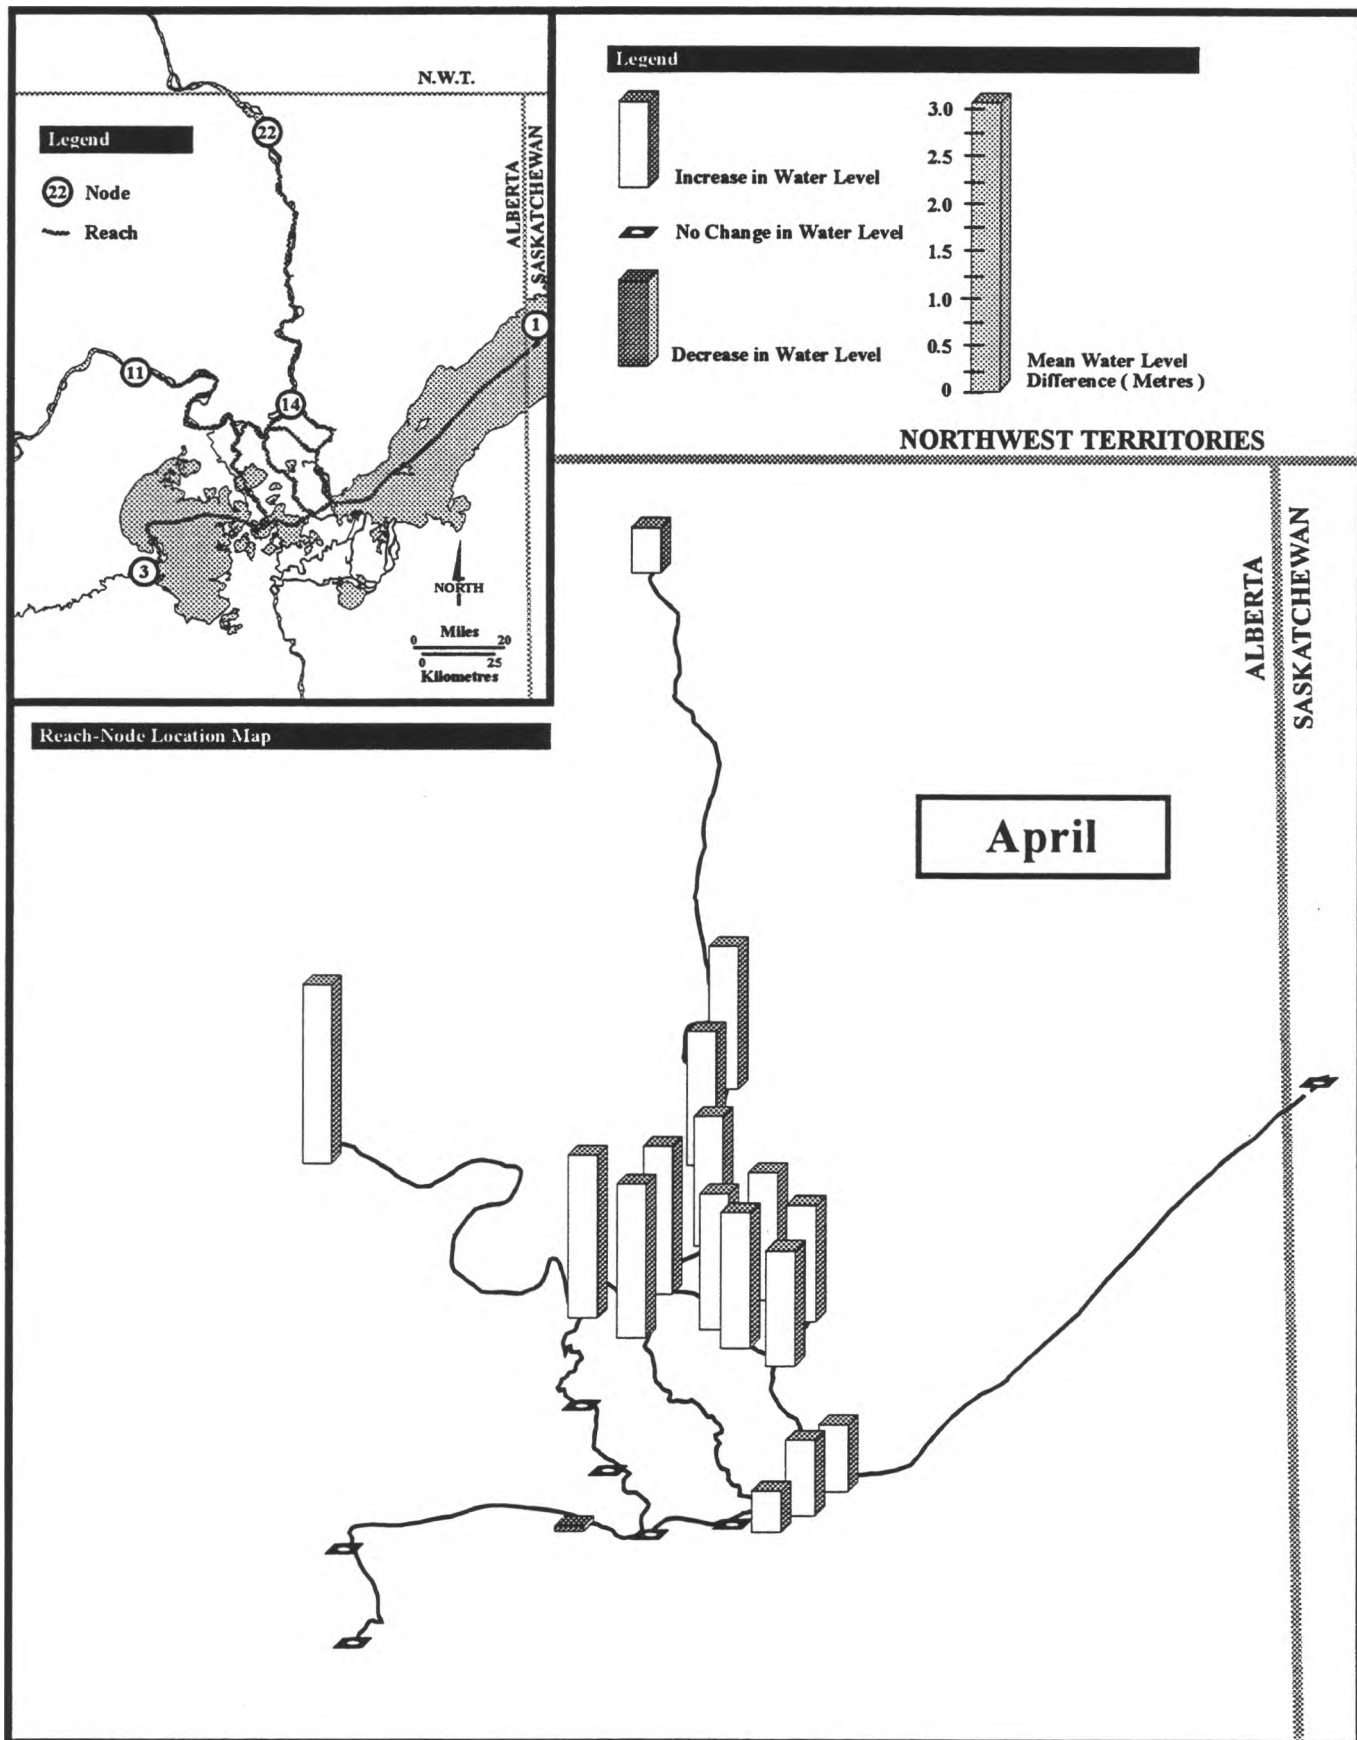 N.W.T.
Legend
22 Node
Reach
ALBERTA
SASKATCHEWAN
22
1
11
14
3
NORTH
0 Miles 20
0 25
Kilometres
Reach-Node Location Map
Legend
Increase in Water Level
No Change in Water Level
Decrease in Water Level
3.0
2.5
2.0
1.5
1.0
0.5
0
Mean Water Level
Difference ( Metres )
NORTHWEST TERRITORIES
ALBERTA
SASKATCHEWAN
April